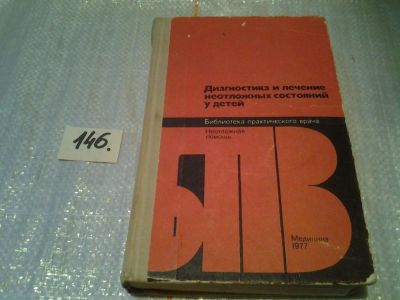 Диагностика и лечение
неотложных состояний
у детей
Библиотека практического врача
Неотложная
помощь
БПВ
Медицина
1977
146.